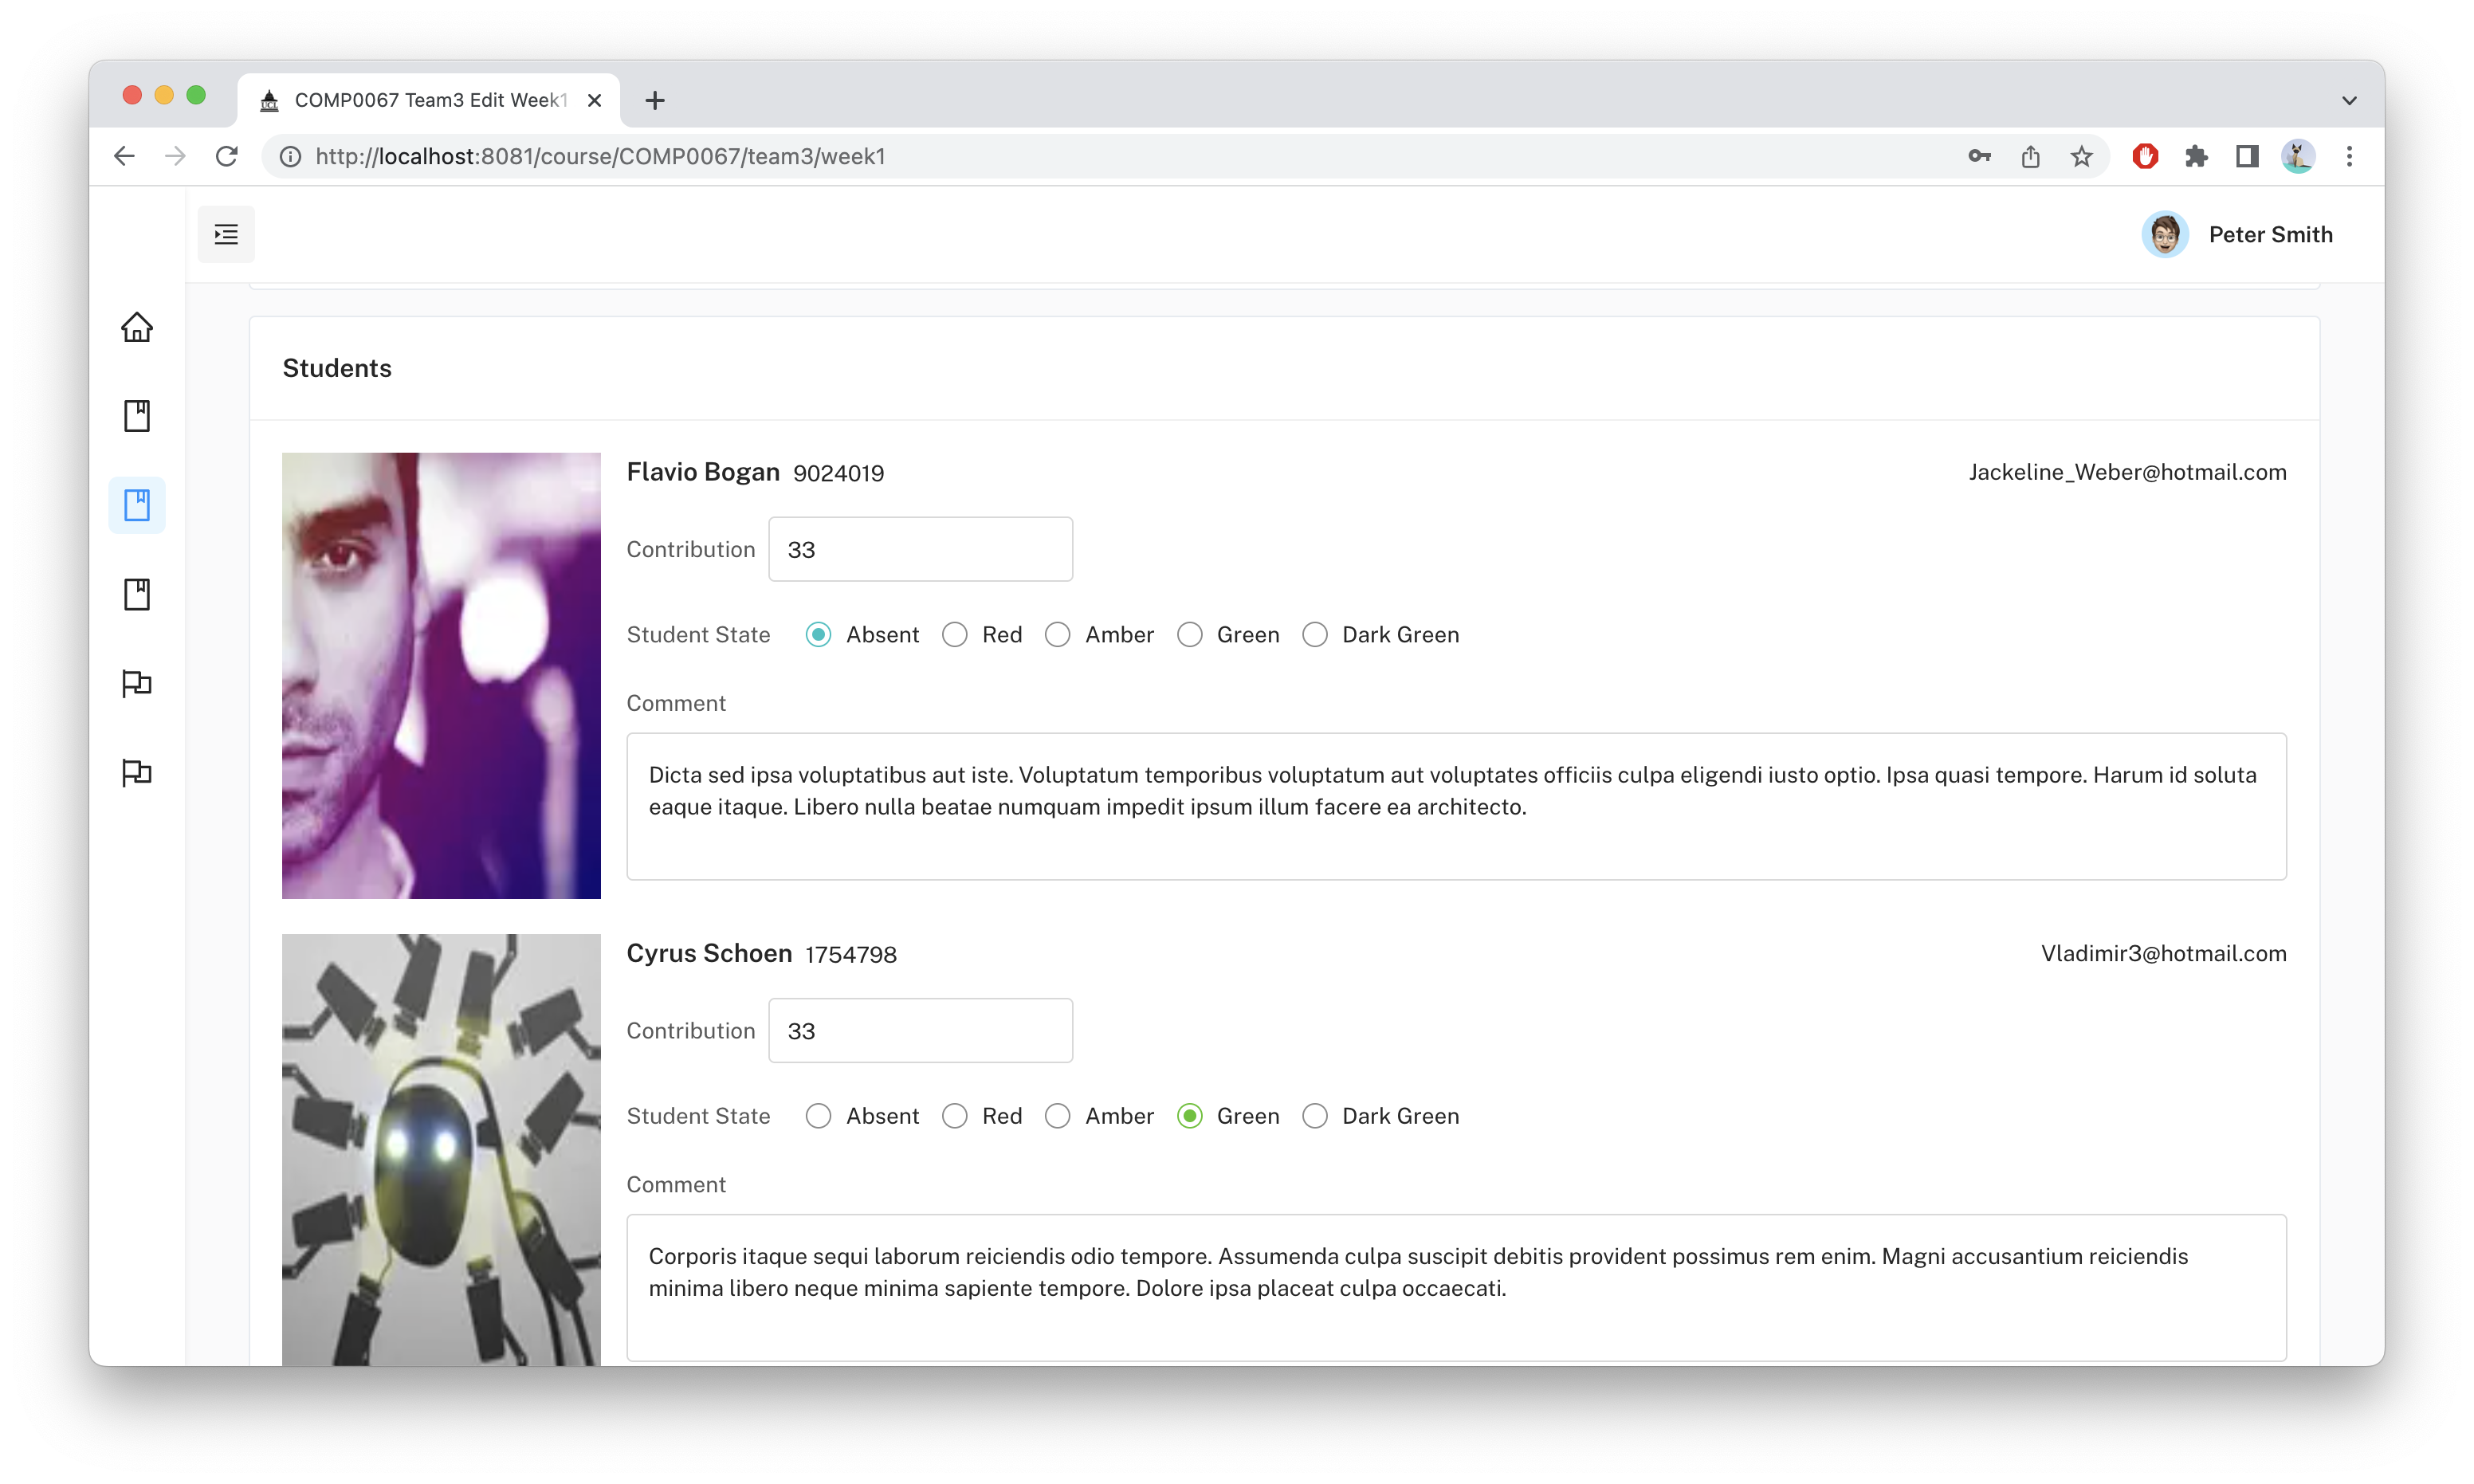 COMP0067 Team3 Edit Week1
http://localhost:8081/course/COMP0067/team3/week1
Peter Smith
Students
Flavio Bogan 9024019 Jackeline_Weber@hotmail.com
Contribution 33
Student State Absent Red Amber Green Dark Green
Comment
Dicta sed ipsa voluptatibus aut iste. Voluptatum temporibus voluptatum aut voluptates officiis culpa eligendi iusto optio. Ipsa quasi tempore. Harum id soluta
eaque itaque. Libero nulla beatae numquam impedit ipsum illum facere ea architecto.
Cyrus Schoen 1754798 Vladimir3@hotmail.com
Contribution 33
Student State Absent Red Amber Green Dark Green
Comment
Corporis itaque sequi laborum reiciendis odio tempore. Assumenda culpa suscipit debitis provident possimus rem enim. Magni accusantium reiciendis
minima libero neque minima sapiente tempore. Dolore ipsa placeat culpa occaecati.